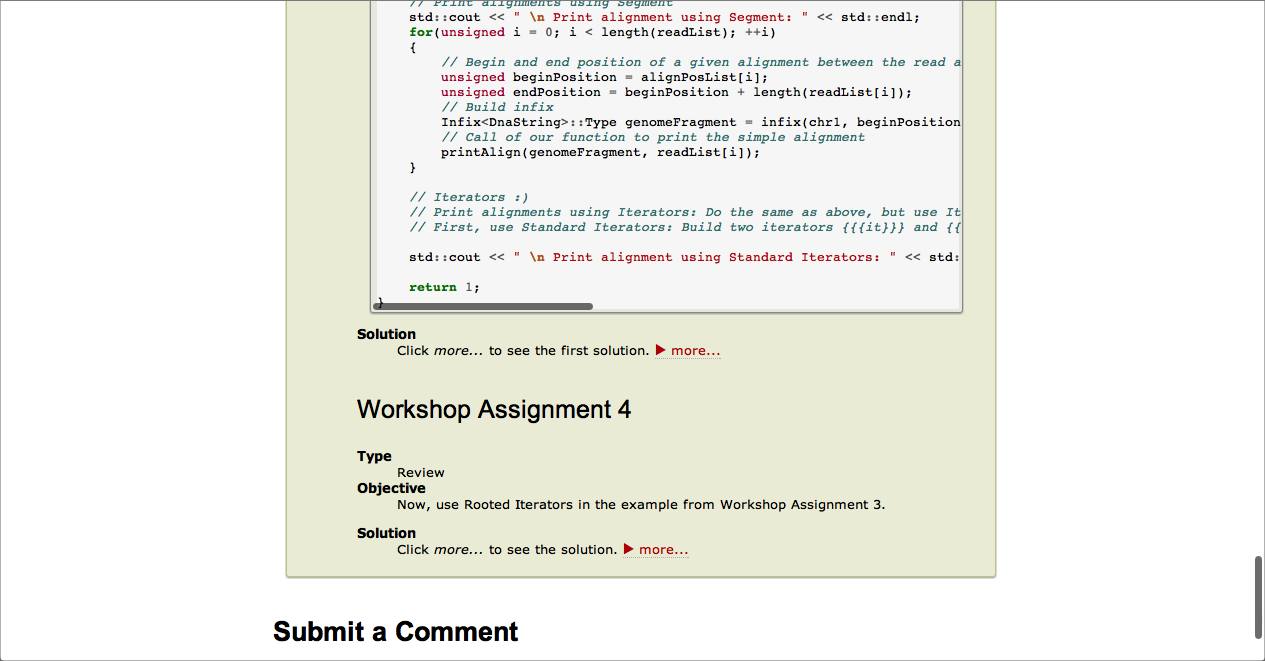 // Print alignments using Segment
std::cout << " \n Print alignment using Segment: " << std::endl;
for(unsigned i = 0; i < length(readList); ++i)
{
// Begin and end position of a given alignment between the read a
unsigned beginPosition = alignPosList[i];
unsigned endPosition = beginPosition + length(readList[i]);
// Build infix
Infix<DnaString>::Type genomeFragment = infix(chr1, beginPosition
// Call of our function to print the simple alignment
printAlign(genomeFragment, readList[i]);
}
// Iterators :)
// Print alignments using Iterators: Do the same as above, but use It
// First, use Standard Iterators: Build two iterators {{{it}}} and {{
std::cout << " \n Print alignment using Standard Iterators: " << std:
return 1;
}
Solution
Click more... to see the first solution. ▶ more...
Workshop Assignment 4
Type
Review
Objective
Now, use Rooted Iterators in the example from Workshop Assignment 3.
Solution
Click more... to see the solution. ▶ more...
Submit a Comment